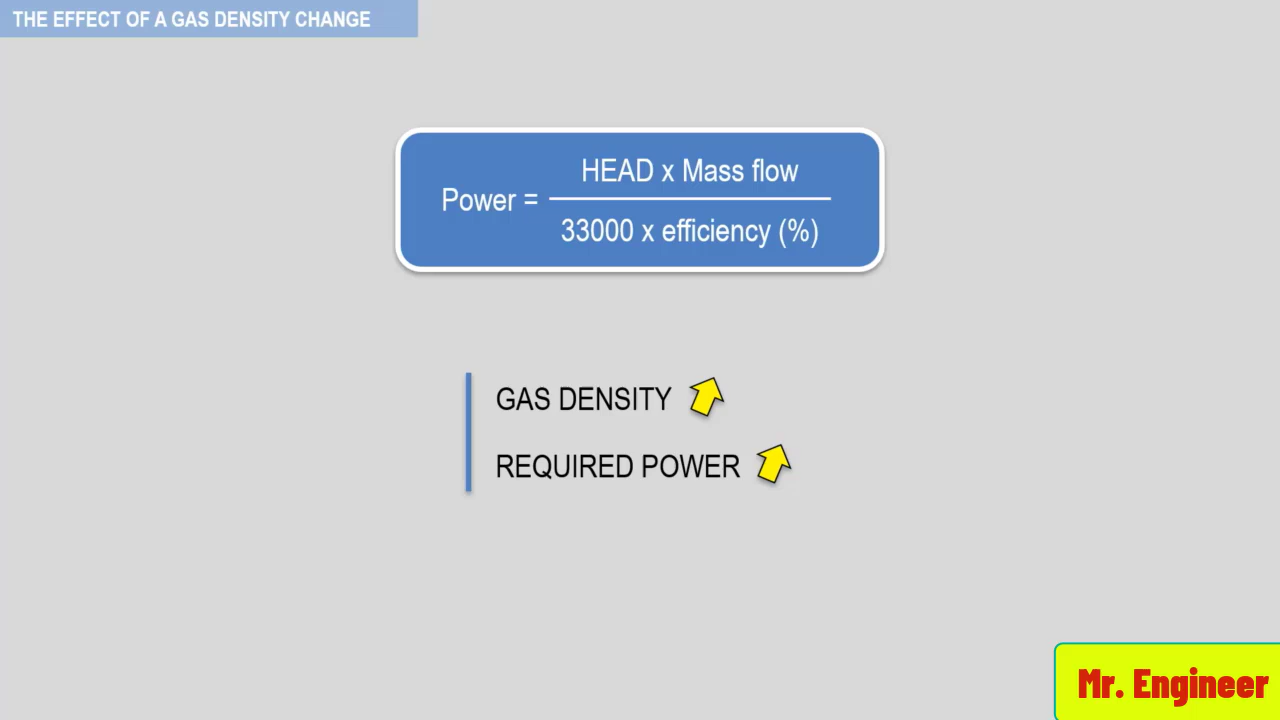 THE EFFECT OF A GAS DENSITY CHANGE
Power = HEAD x Mass flow
33000 x efficiency (%)
GAS DENSITY
REQUIRED POWER
Mr. Engineer